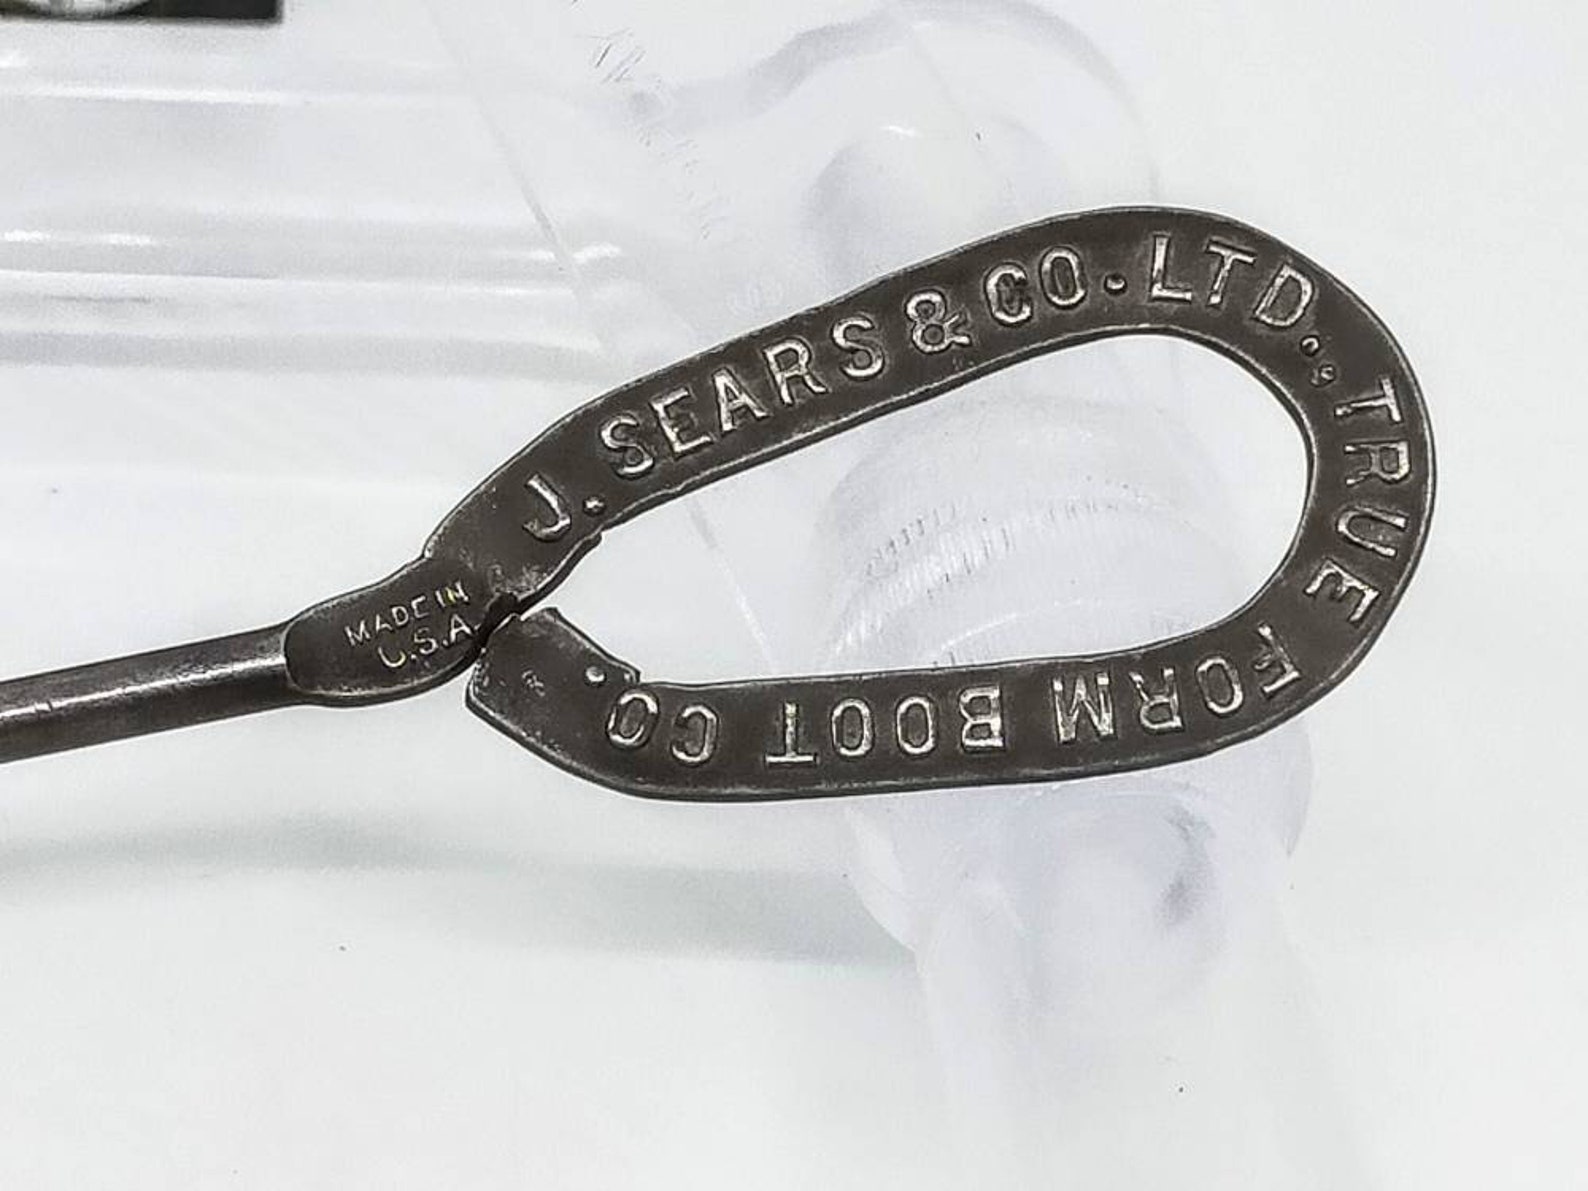 J. SEARS & CO. LTD., TRUE FORM BOOT CO.
MADE IN
U.S.A.